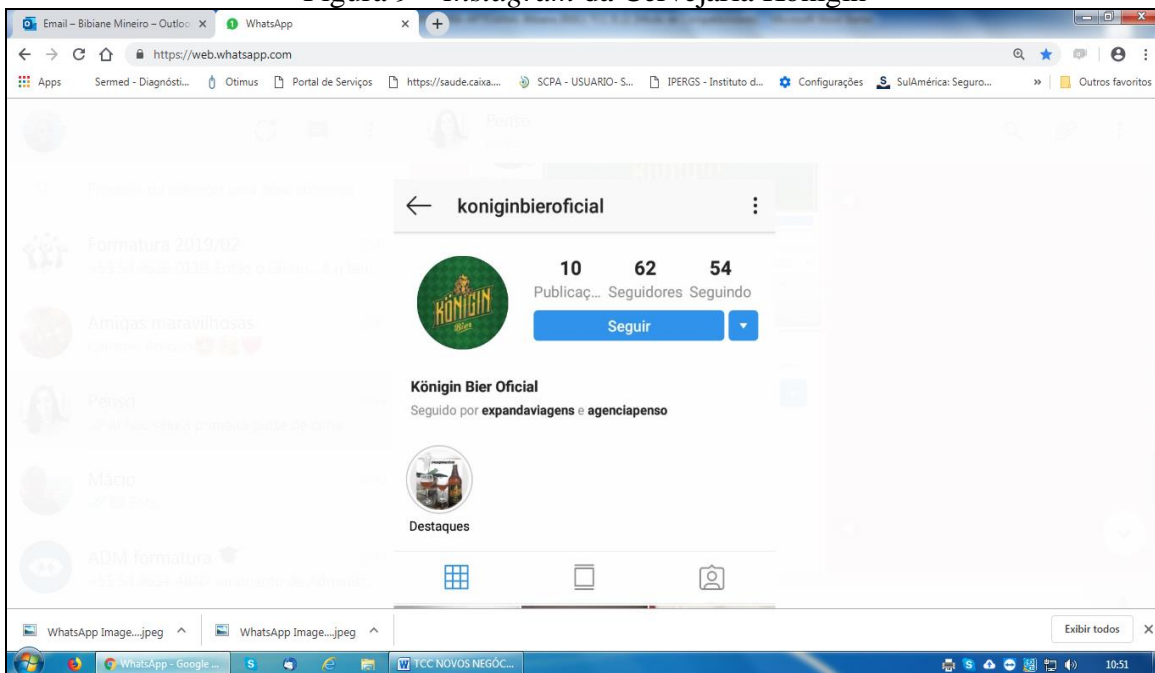 Figura 9 – Instagram da Cervejaria Königin
Email – Bibiane Mineiro – Outloo
WhatsApp
https://web.whatsapp.com
Apps Sermed - Diagnósti... Otimus Portal de Serviços https://saude.caixa.... SCPA - USUARIO- S... IPERGS - Instituto d... Configurações SulAmérica: Seguro... » Outros favoritos
Penso
Formatura 2019/02
Amigas maravilhosas
Penso
ADM formatura
koniginbieroficial
10 62 54
Publicaç... Seguidores Seguindo
KÖNIGIN
Bier
Seguir
Königin Bier Oficial
Seguido por expandaviagens e agenciapenso
Destaques
WhatsApp Image....jpeg WhatsApp Image....jpeg Exibir todos
WhatsApp - Google ... TCC NOVOS NEGÓC... 10:51